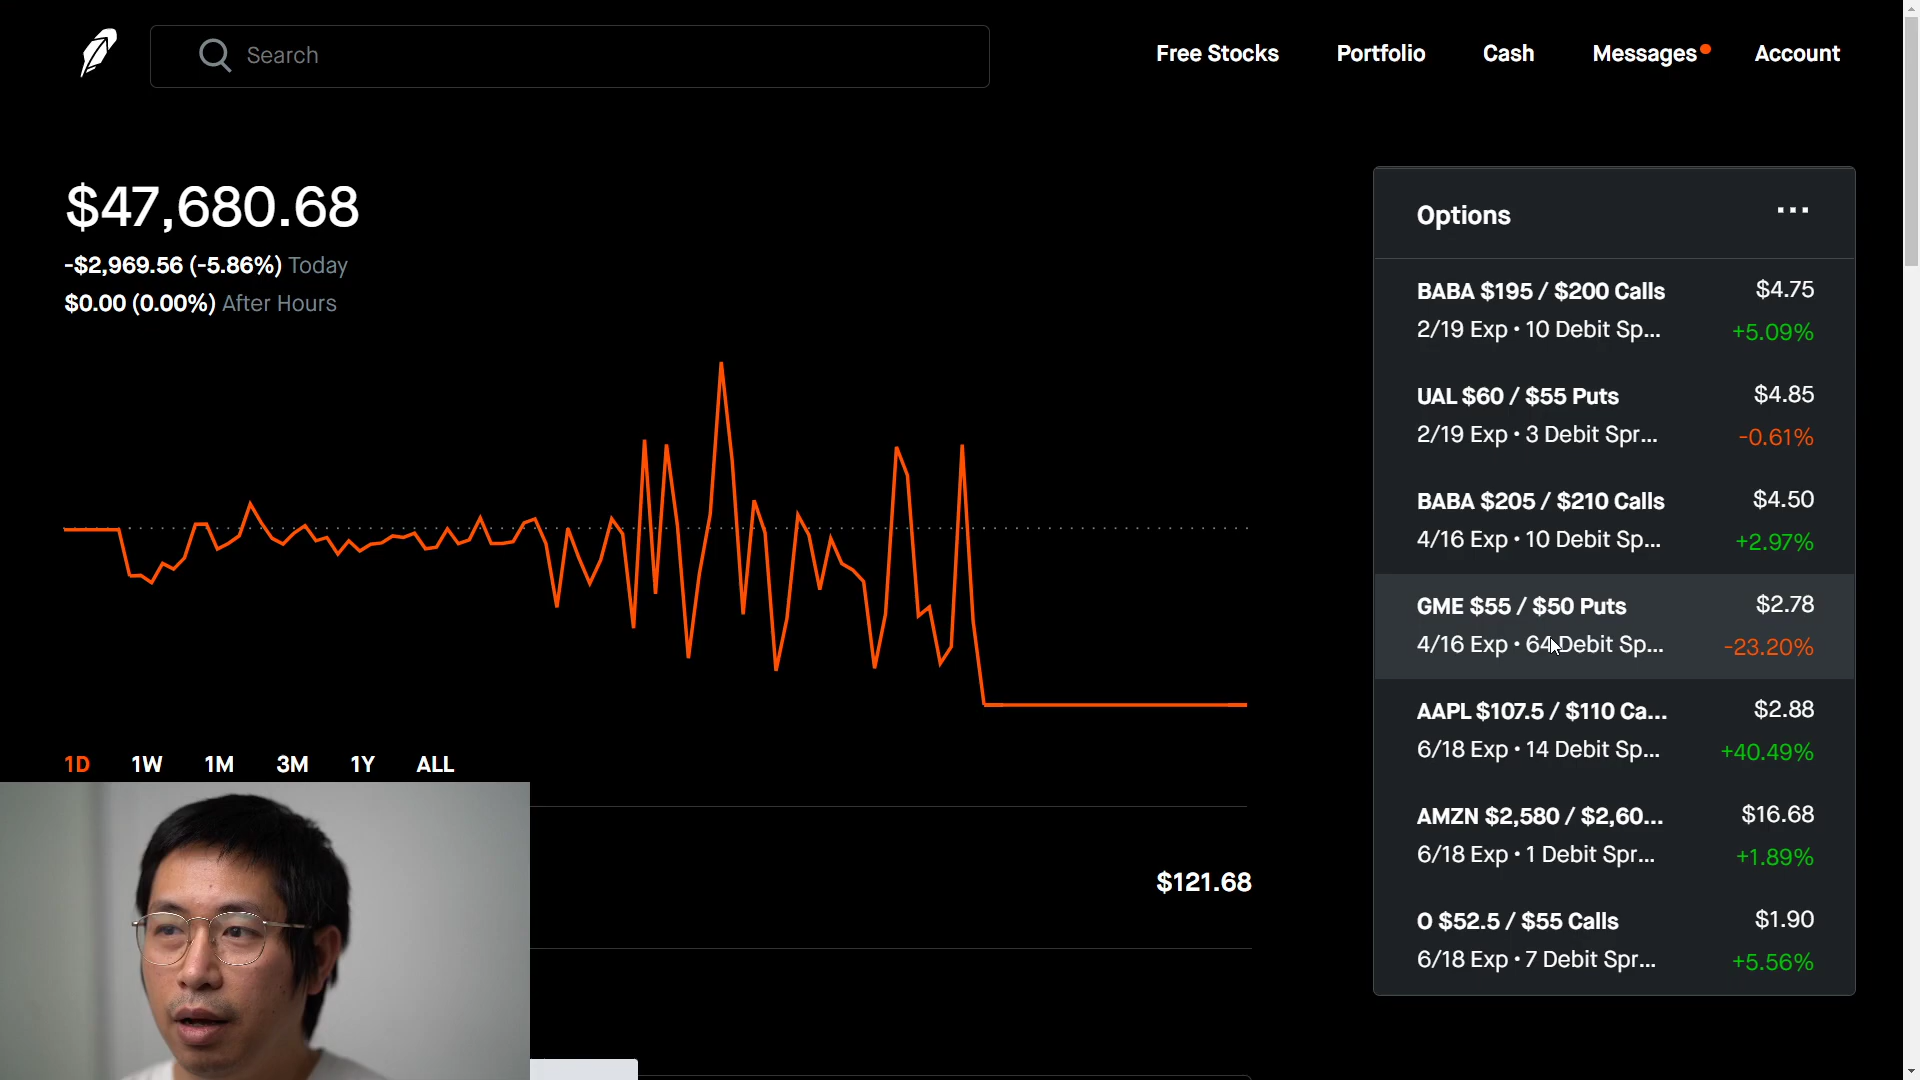 Search
Free Stocks
Portfolio
Cash
Messages
Account
$47,680.68
-$2,969.56 (-5.86%) Today
$0.00 (0.00%) After Hours
1D
1W
1M
3M
1Y
ALL
$121.68
Options
BABA $195 / $200 Calls
$4.75
2/19 Exp • 10 Debit Sp...
+5.09%
UAL $60 / $55 Puts
$4.85
2/19 Exp • 3 Debit Spr...
-0.61%
BABA $205 / $210 Calls
$4.50
4/16 Exp • 10 Debit Sp...
+2.97%
GME $55 / $50 Puts
$2.78
4/16 Exp • 64 Debit Sp...
-23.20%
AAPL $107.5 / $110 Ca...
$2.88
6/18 Exp • 14 Debit Sp...
+40.49%
AMZN $2,580 / $2,60...
$16.68
6/18 Exp • 1 Debit Spr...
+1.89%
O $52.5 / $55 Calls
$1.90
6/18 Exp • 7 Debit Spr...
+5.56%